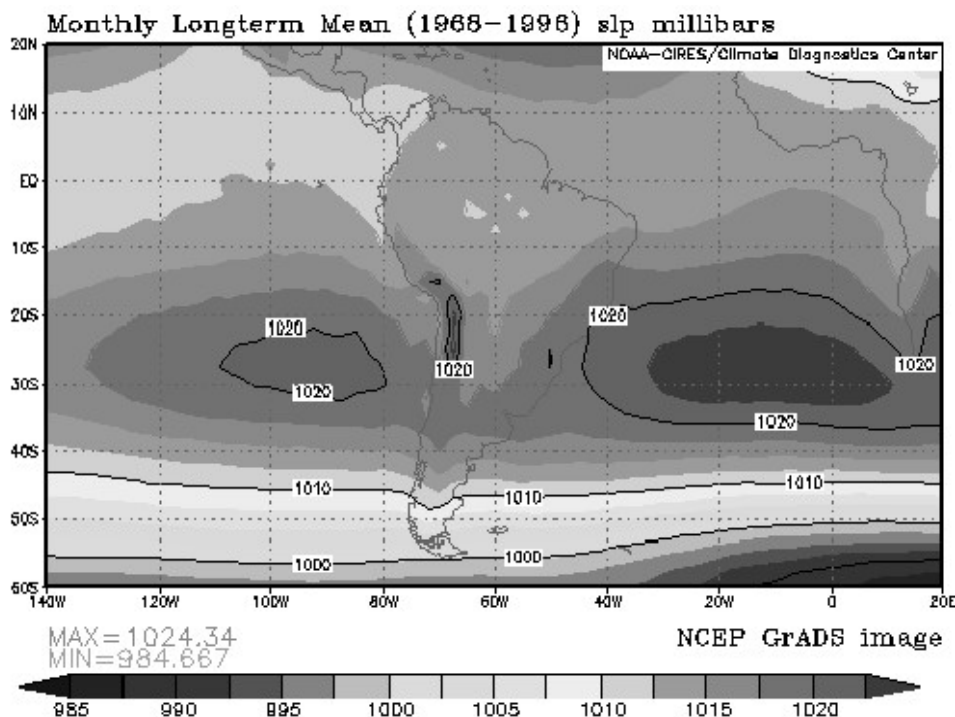 Monthly Longterm Mean (1968-1996) slp millibars
NOAA-CIRES/Climate Diagnostics Center
20N
10N
EQ
10S
20S
1020
1020
1020
1020
1020
30S
1020
1020
40S
1010
1010
1010
50S
1000
1000
60S
140W 120W 100W 80W 60W 40W 20W 0 20E
MAX=1024.34
MIN=984.667
NCEP GrADS image
985 990 995 1000 1005 1010 1015 1020